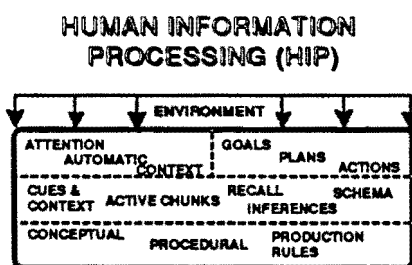 HUMAN INFORMATION
PROCESSING (HIP)
ENVIRONMENT
ATTENTION
AUTOMATIC
CONTEXT
GOALS
PLANS
ACTIONS
CUES &
CONTEXT
ACTIVE CHUNKS
RECALL
INFERENCES
SCHEMA
CONCEPTUAL
PROCEDURAL
PRODUCTION
RULES